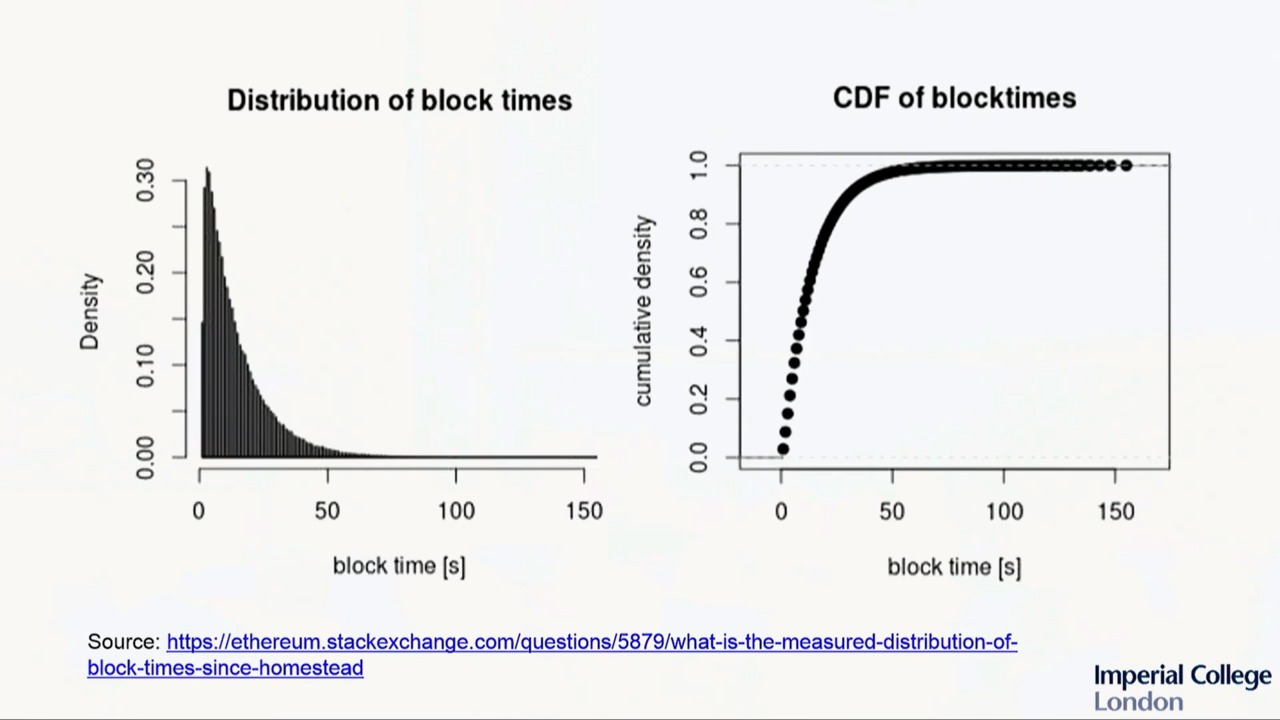 Distribution of block times
CDF of blocktimes
Density
0.00 0.10 0.20 0.30
0 50 100 150
block time [s]
cumulative density
0.0 0.2 0.4 0.6 0.8 1.0
0 50 100 150
block time [s]
Source: https://ethereum.stackexchange.com/questions/5879/what-is-the-measured-distribution-of-
block-times-since-homestead
Imperial College
London